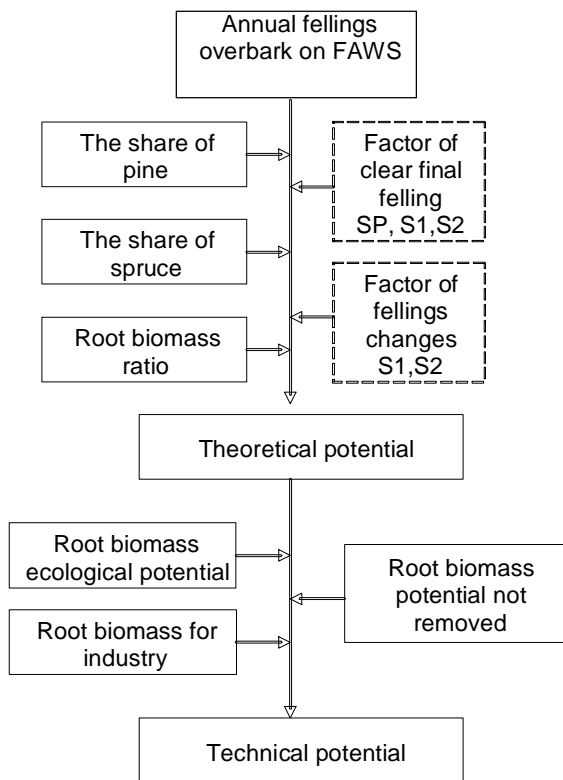 Annual fellings
overbark on FAWS
The share of
pine
Factor of
clear final
felling
SP, S1,S2
The share of
spruce
Factor of
fellings
changes
S1,S2
Root biomass
ratio
Theoretical potential
Root biomass
ecological potential
Root biomass
potential not
removed
Root biomass for
industry
Technical potential